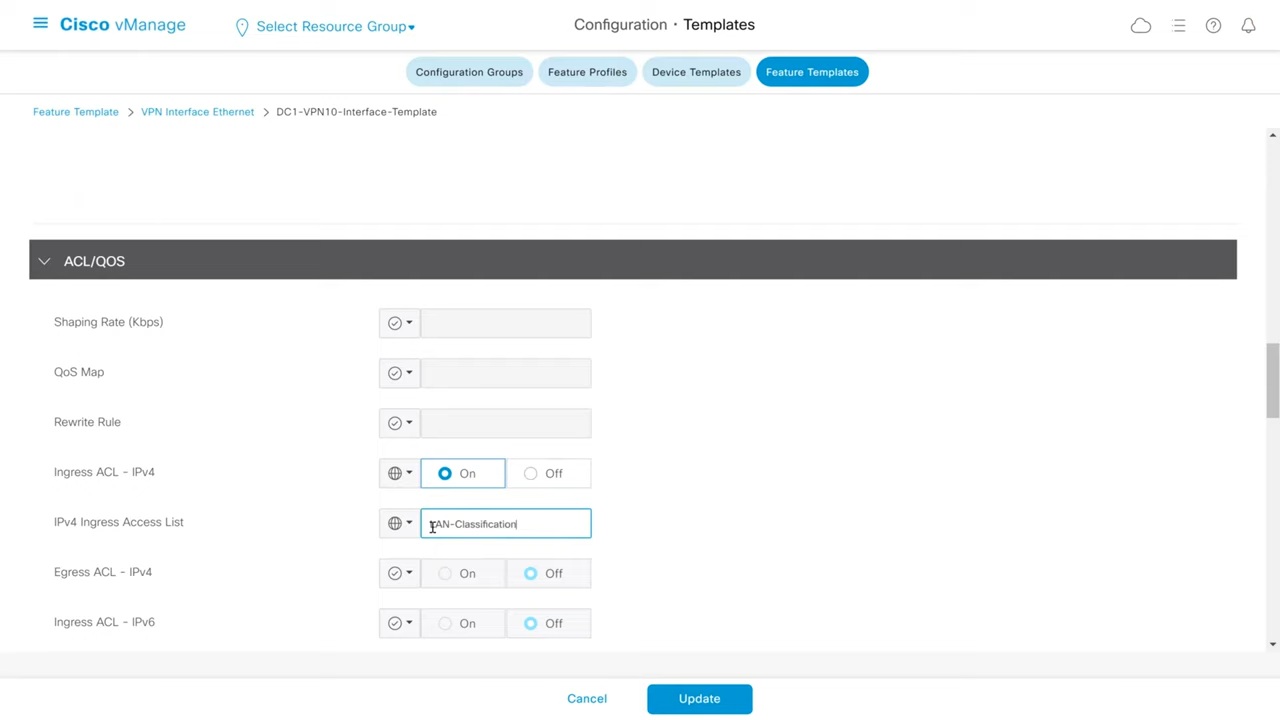 Cisco vManage
Select Resource Group
Configuration · Templates
Configuration Groups
Feature Profiles
Device Templates
Feature Templates
Feature Template > VPN Interface Ethernet > DC1-VPN10-Interface-Template
ACL/QOS
Shaping Rate (Kbps)
QoS Map
Rewrite Rule
Ingress ACL - IPv4
On
Off
IPv4 Ingress Access List
Egress ACL - IPv4
On
Off
Ingress ACL - IPv6
On
Off
Cancel
Update